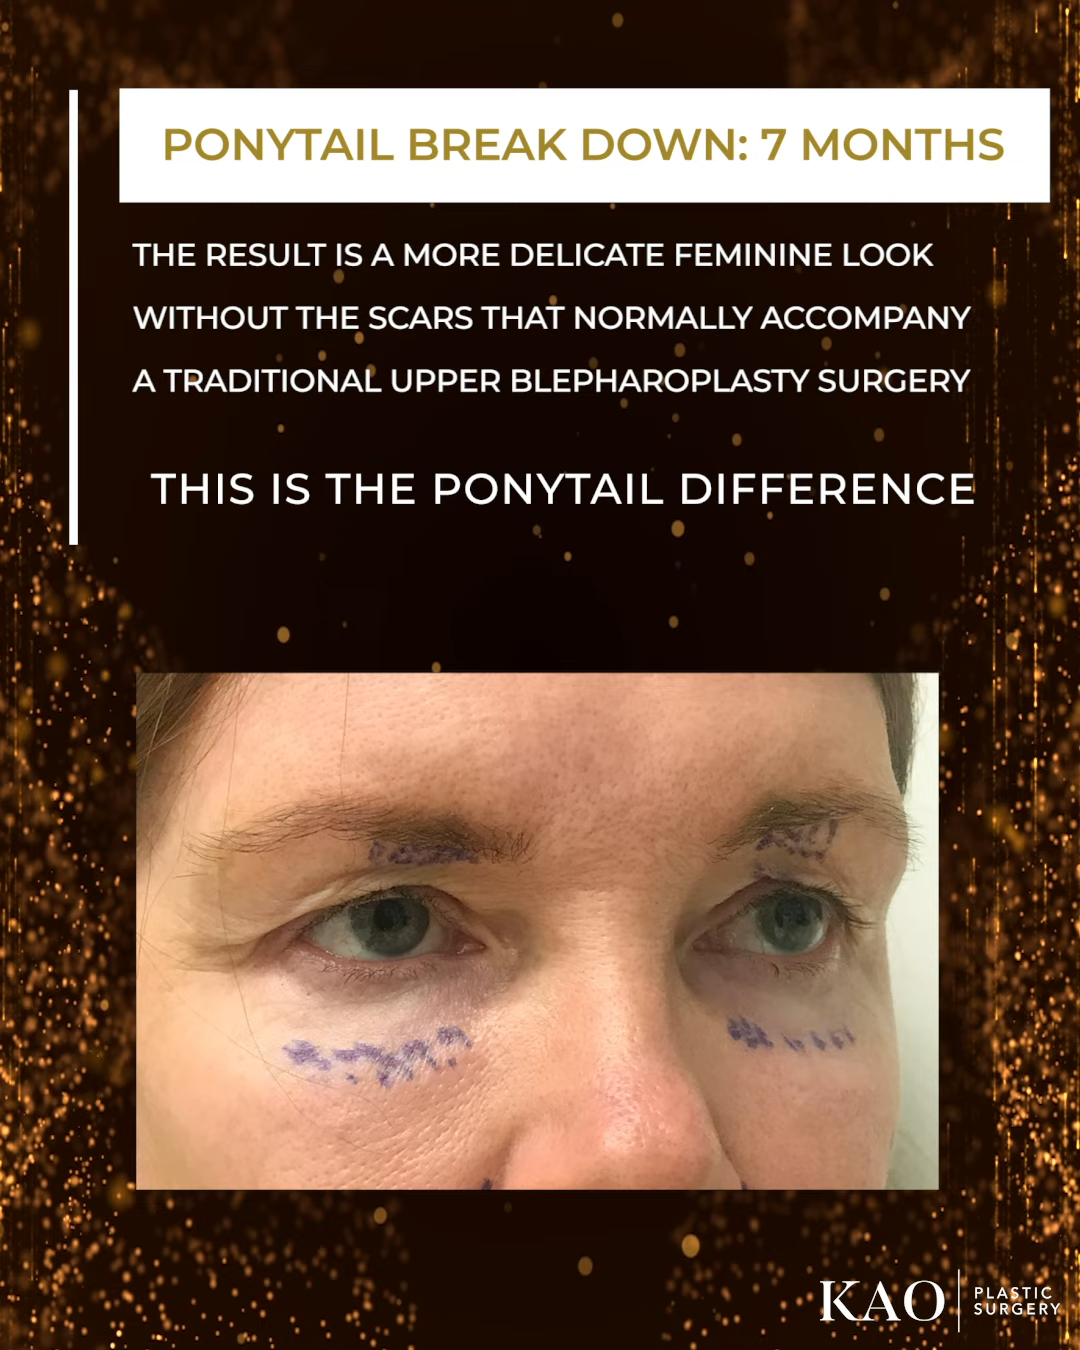 PONYTAIL BREAK DOWN: 7 MONTHS
THE RESULT IS A MORE DELICATE FEMININE LOOK
WITHOUT THE SCARS THAT NORMALLY ACCOMPANY
A TRADITIONAL UPPER BLEPHAROPLASTY SURGERY
THIS IS THE PONYTAIL DIFFERENCE
KAO
PLASTIC
SURGERY